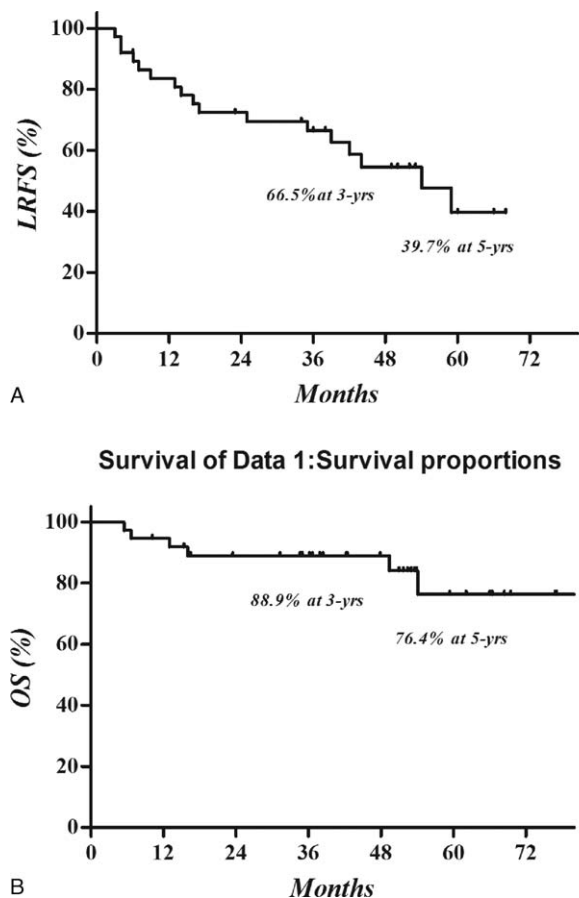 100
80
60
40
20
0
LRFS (%)
66.5% at 3-yrs
39.7% at 5-yrs
0 12 24 36 48 60 72
Months
A
Survival of Data 1:Survival proportions
100
80
60
40
20
0
OS (%)
88.9% at 3-yrs
76.4% at 5-yrs
0 12 24 36 48 60 72
Months
B